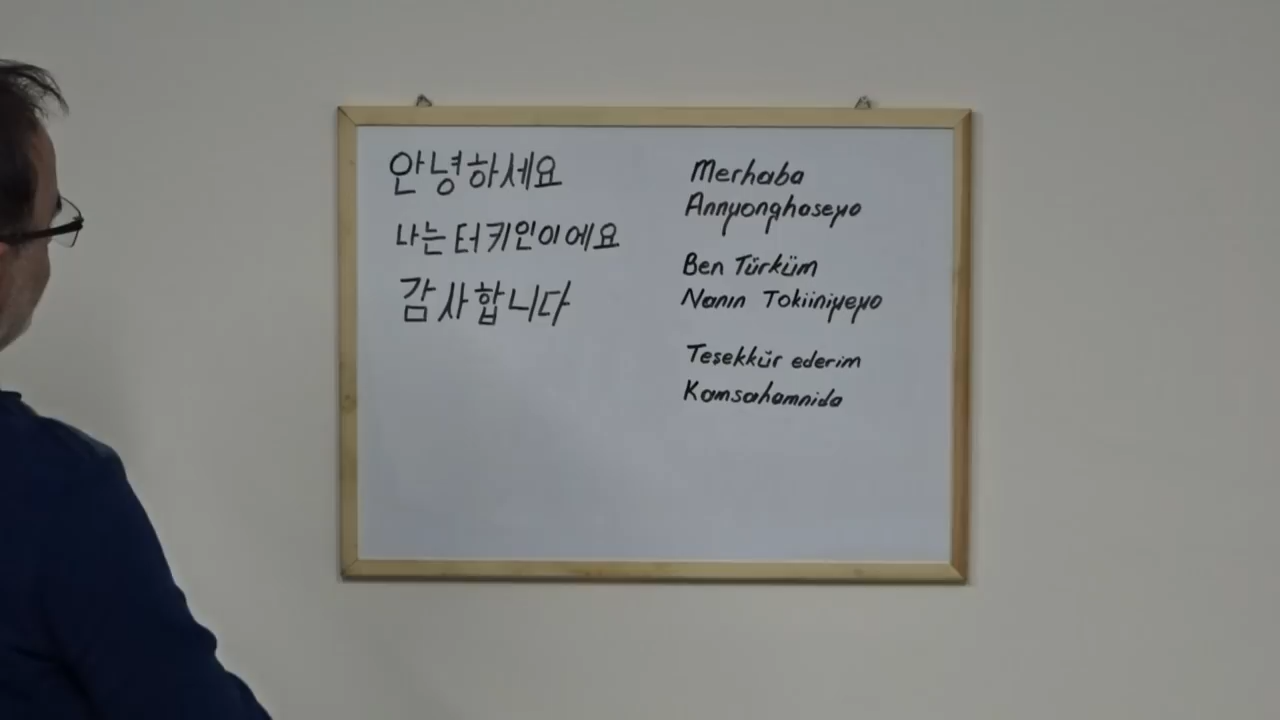 안녕하세요
나는 터키인이에요
감사합니다
Merhaba
Annyonghaseyo
Ben Türküm
Nanın Tokiiniyeyo
Teşekkür ederim
Kamsahamnida